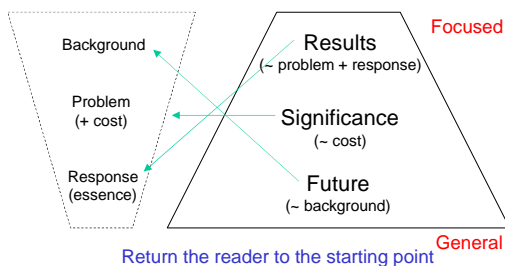 Background
Problem
(+ cost)
Response
(essence)
Results
(~ problem + response)
Significance
(~ cost)
Future
(~ background)
Focused
General
Return the reader to the starting point